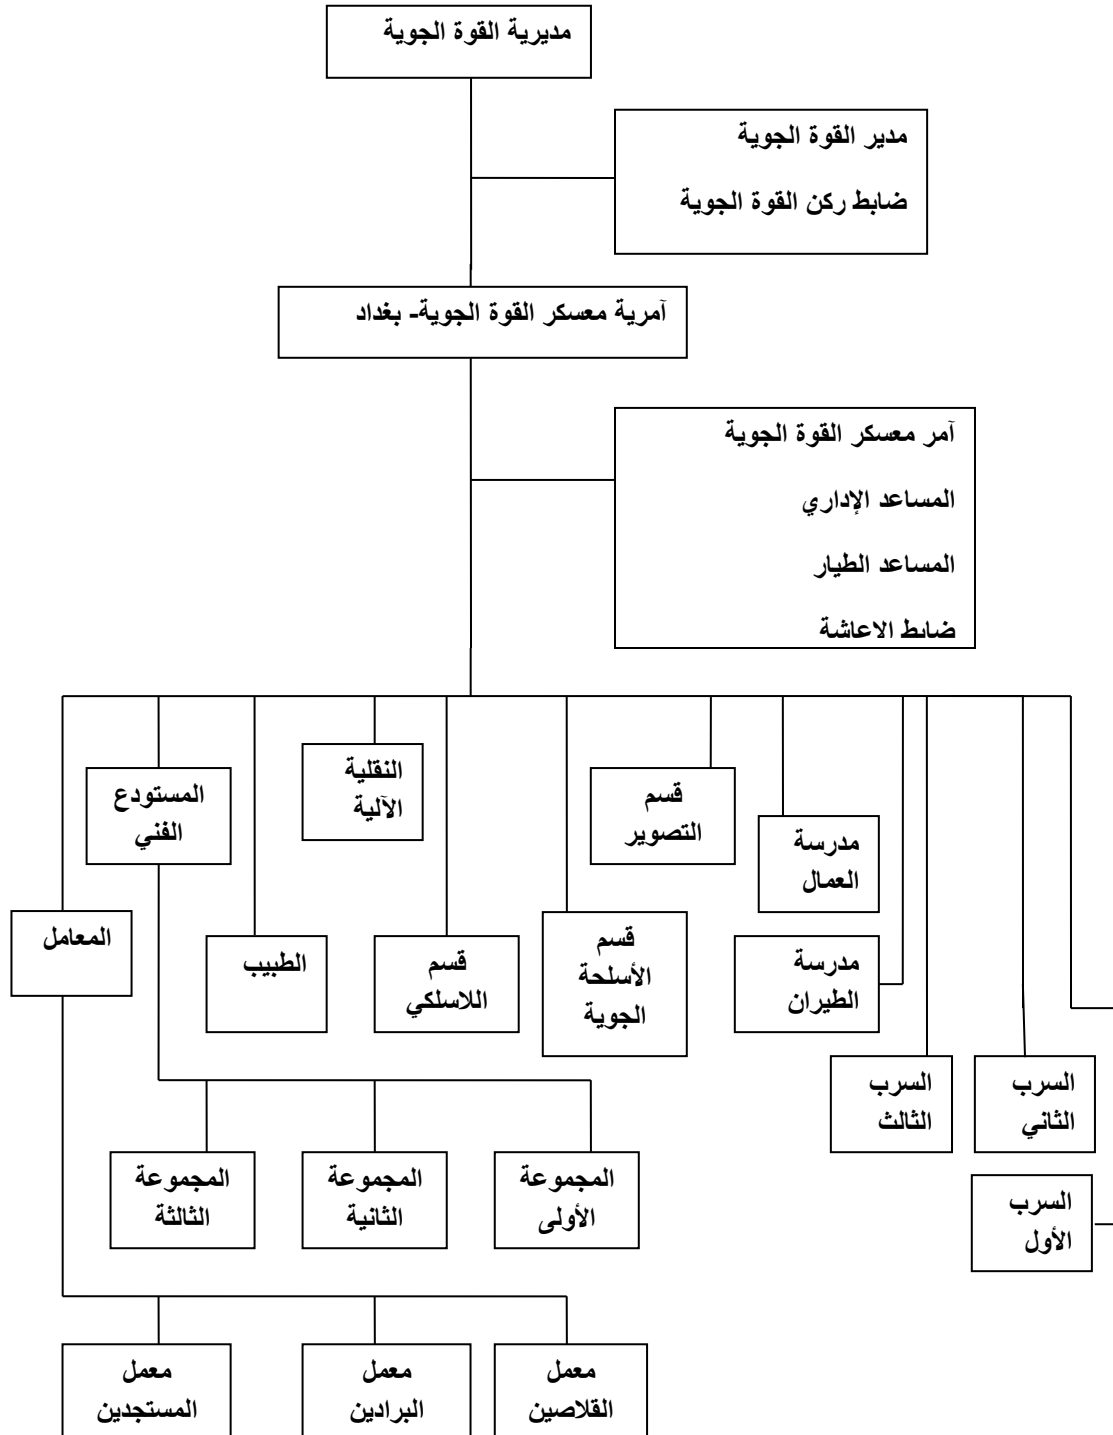 مديرية القوة الجوية
مدير القوة الجوية
ضابط ركن القوة الجوية
آمرية معسكر القوة الجوية- بغداد
آمر معسكر القوة الجوية
المساعد الإداري
المساعد الطيار
ضابط الاعاشة
النقلية
الآلية
المستودع
الفني
قسم
التصوير
مدرسة
العمال
المعامل
الطبيب
قسم
اللاسلكي
قسم
الأسلحة
الجوية
مدرسة
الطيران
السرب
الثالث
السرب
الثاني
السرب
الأول
المجموعة
الأولى
المجموعة
الثانية
المجموعة
الثالثة
معمل
القلاصين
معمل
البرادين
معمل
المستجدين